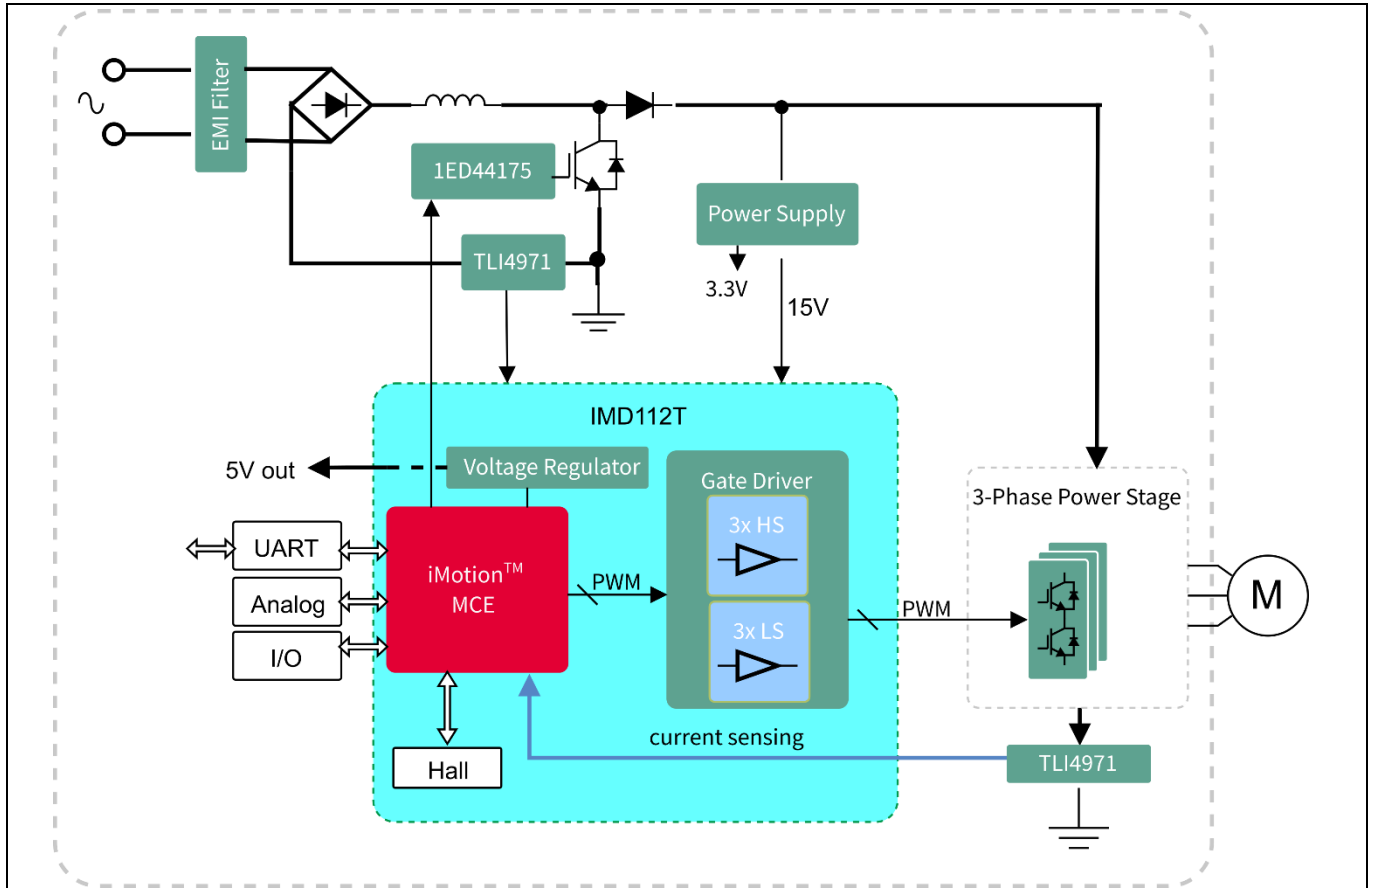 EMI Filter
1ED44175
TLI4971
Power Supply
3.3V
15V
IMD112T
5V out
Voltage Regulator
Gate Driver
3x HS
3x LS
3-Phase Power Stage
UART
Analog
I/O
iMotion™
MCE
PWM
PWM
M
current sensing
Hall
TLI4971